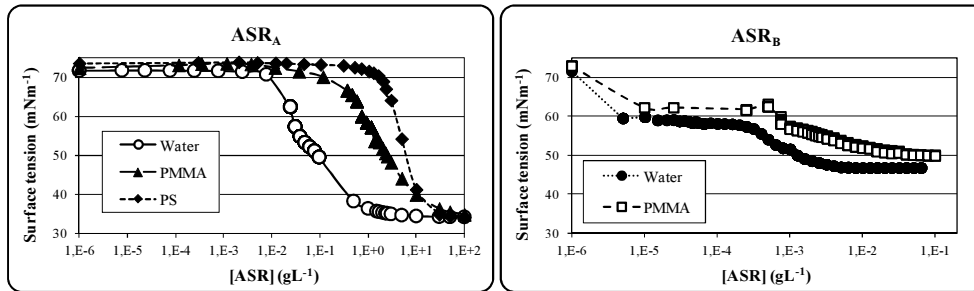 ASR_A
Surface tension (mNm⁻¹)
70
60
50
40
30
Water
PMMA
PS
1,E-6 1,E-5 1,E-4 1,E-3 1,E-2 1,E-1 1,E+0 1,E+1 1,E+2
[ASR] (gL⁻¹)
ASR_B
Surface tension (mNm⁻¹)
70
60
50
40
30
Water
PMMA
1,E-6 1,E-5 1,E-4 1,E-3 1,E-2 1,E-1
[ASR] (gL⁻¹)